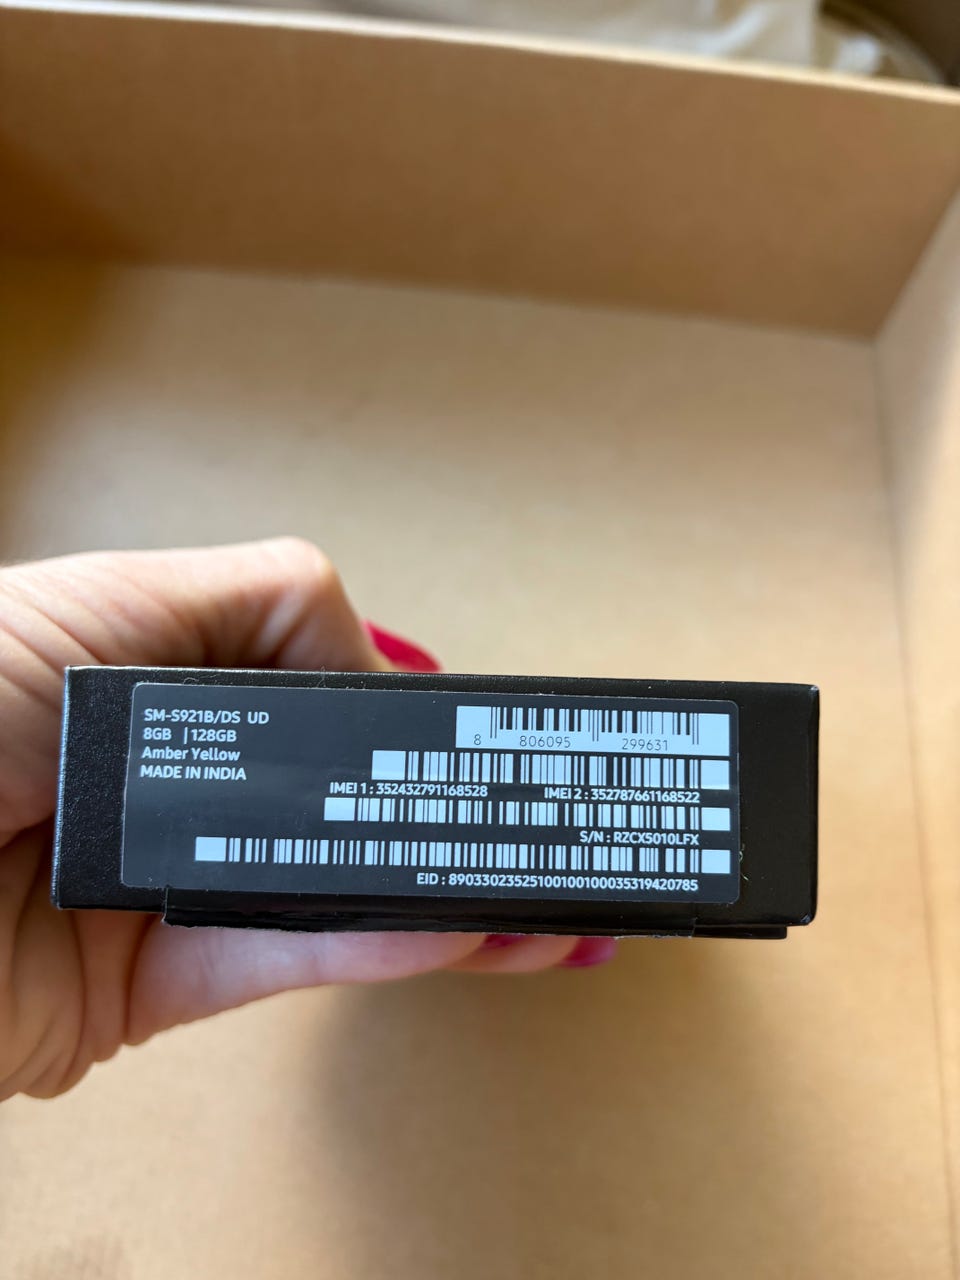 SM-S921B/DS UD
8GB | 128GB
Amber Yellow
MADE IN INDIA
8 806095 299631
IMEI 1 : 352432791168528 IMEI 2 : 352787661168522
S/N : RZCX5010LFX
EID : 89033023525100100100035319420785